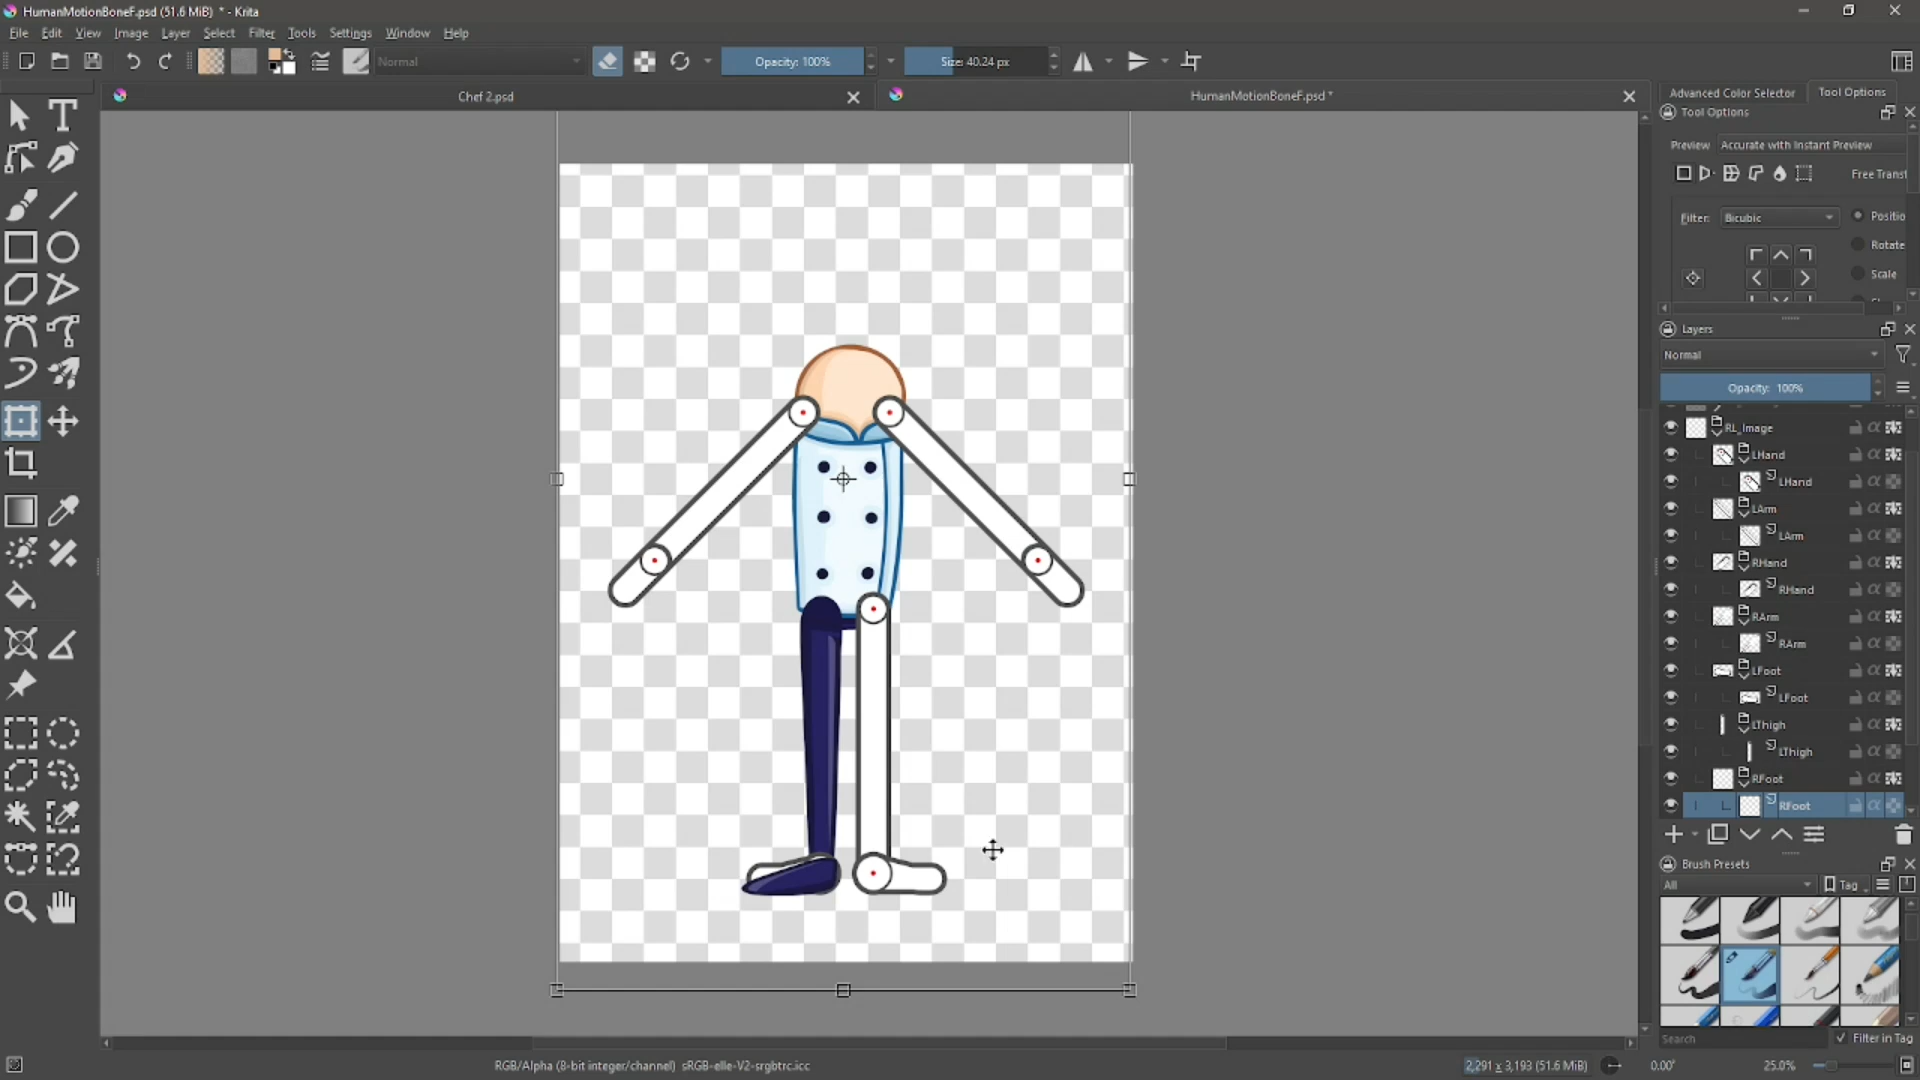 HumanMotionBoneF.psd (51.6 MiB) * - Krita
File Edit View Image Layer Select Filter Tools Settings Window Help
Normal
Opacity: 100%
Size: 40.24 px
Chef 2.psd
HumanMotionBoneF.psd *
Advanced Color Selector
Tool Options
Tool Options
Preview Accurate with Instant Preview
Free Transf
Filter: Bicubic
Positio
Rotate
Scale
Layers
Normal
Opacity: 100%
RL_Image
LHand
LHand
LArm
LArm
RHand
RHand
RArm
RArm
LFoot
LFoot
LThigh
LThigh
RFoot
RFoot
Brush Presets
All
Tag
Search
Filter in Tag
RGB/Alpha (8-bit integer/channel) sRGB-elle-V2-srgbtrc.icc
2,291 x 3,193 (51.6 MiB)
0.00°
25.0%